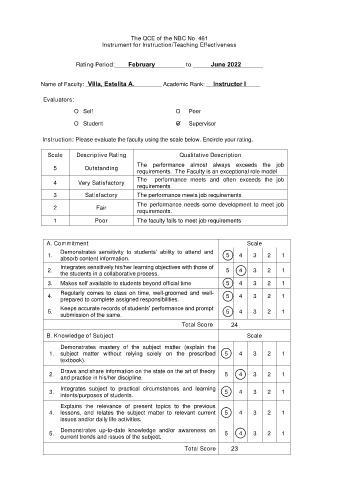 The QCE of the NBC No. 461
Instrument for Instruction/Teaching Effectiveness
Rating Period: February to June 2022
Name of Faculty: Villa, Estelita A. Academic Rank: Instructor I
Evaluators:
Self Peer
Student Supervisor
Instruction: Please evaluate the faculty using the scale below. Encircle your rating.
Scale Descriptive Rating Qualitative Description
5 Outstanding The performance almost always exceeds the job
requirements. The Faculty is an exceptional role model
4 Very Satisfactory The performance meets and often exceeds the job
requirements
3 Satisfactory The performance meets job requirements
2 Fair The performance needs some development to meet job
requirements.
1 Poor The faculty fails to meet job requirements
A. Commitment Scale
1. Demonstrates sensitivity to students' ability to attend and
absorb content information. 5 4 3 2 1
2. Integrates sensitively his/her learning objectives with those of
the students in a collaborative process. 5 4 3 2 1
3. Makes self available to students beyond official time 5 4 3 2 1
4. Regularly comes to class on time, well-groomed and well-
prepared to complete assigned responsibilities. 5 4 3 2 1
5. Keeps accurate records of students' performance and prompt
submission of the same. 5 4 3 2 1
Total Score 24
B. Knowledge of Subject Scale
1. Demonstrates mastery of the subject matter (explain the
subject matter without relying solely on the prescribed
textbook). 5 4 3 2 1
2. Draws and share information on the state on the art of theory
and practice in his/her discipline. 5 4 3 2 1
3. Integrates subject to practical circumstances and learning
intents/purposes of students. 5 4 3 2 1
4. Explains the relevance of present topics to the previous
lessons, and relates the subject matter to relevant current
issues and/or daily life activities. 5 4 3 2 1
5. Demonstrates up-to-date knowledge and/or awareness on
current trends and issues of the subject. 5 4 3 2 1
Total Score 23